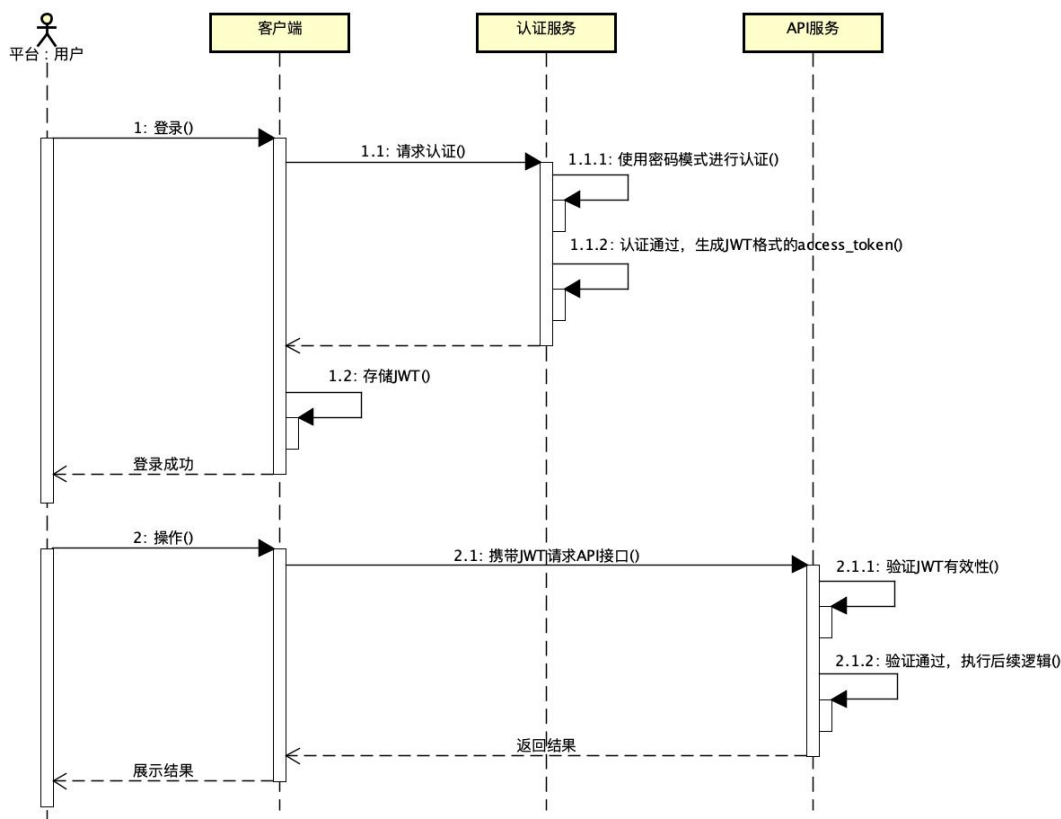 平台 : 用户
客户端
认证服务
API服务
1: 登录()
1.1: 请求认证()
1.1.1: 使用密码模式进行认证()
1.1.2: 认证通过，生成JWT格式的access_token()
1.2: 存储JWT()
登录成功
2: 操作()
2.1: 携带JWT请求API接口()
2.1.1: 验证JWT有效性()
2.1.2: 验证通过，执行后续逻辑()
返回结果
展示结果